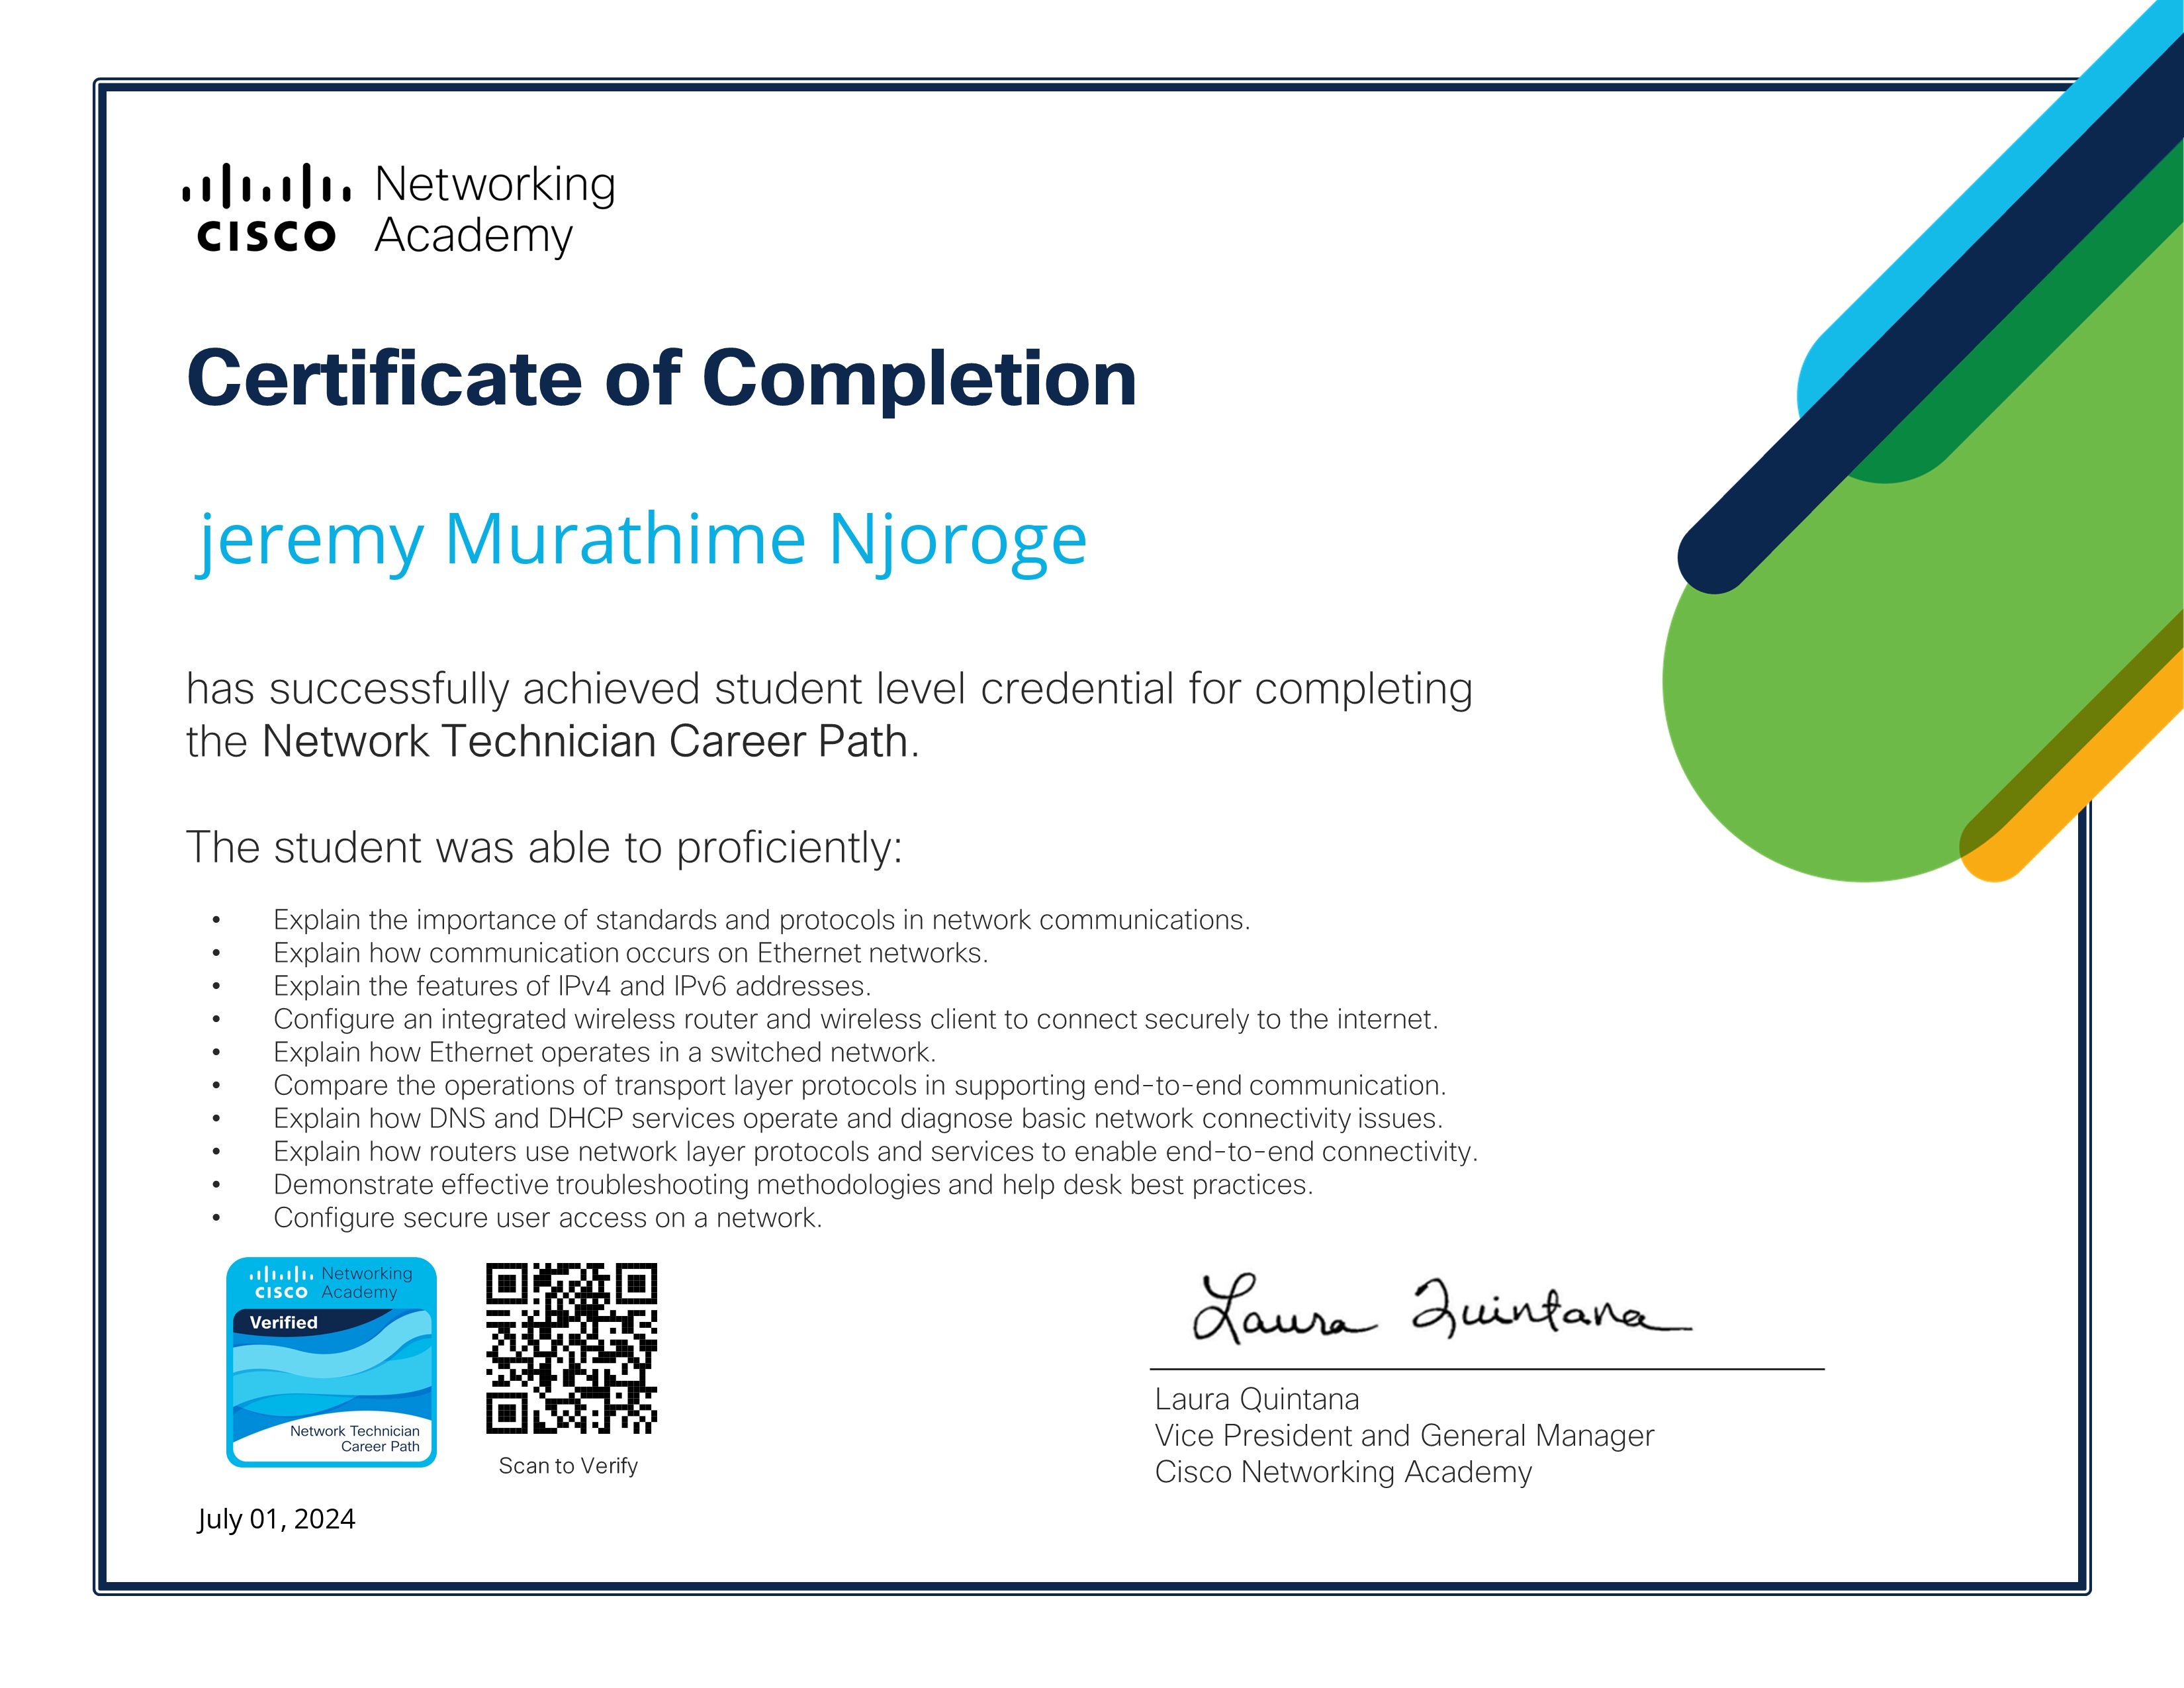 CISCO Networking
Academy
Certificate of Completion
jeremy Murathime Njoroge
has successfully achieved student level credential for completing
the Network Technician Career Path.
The student was able to proficiently:
• Explain the importance of standards and protocols in network communications.
• Explain how communication occurs on Ethernet networks.
• Explain the features of IPv4 and IPv6 addresses.
• Configure an integrated wireless router and wireless client to connect securely to the internet.
• Explain how Ethernet operates in a switched network.
• Compare the operations of transport layer protocols in supporting end-to-end communication.
• Explain how DNS and DHCP services operate and diagnose basic network connectivity issues.
• Explain how routers use network layer protocols and services to enable end-to-end connectivity.
• Demonstrate effective troubleshooting methodologies and help desk best practices.
• Configure secure user access on a network.
CISCO Networking
Academy
Verified
Network Technician
Career Path
Scan to Verify
Laura Quintana
Laura Quintana
Vice President and General Manager
Cisco Networking Academy
July 01, 2024